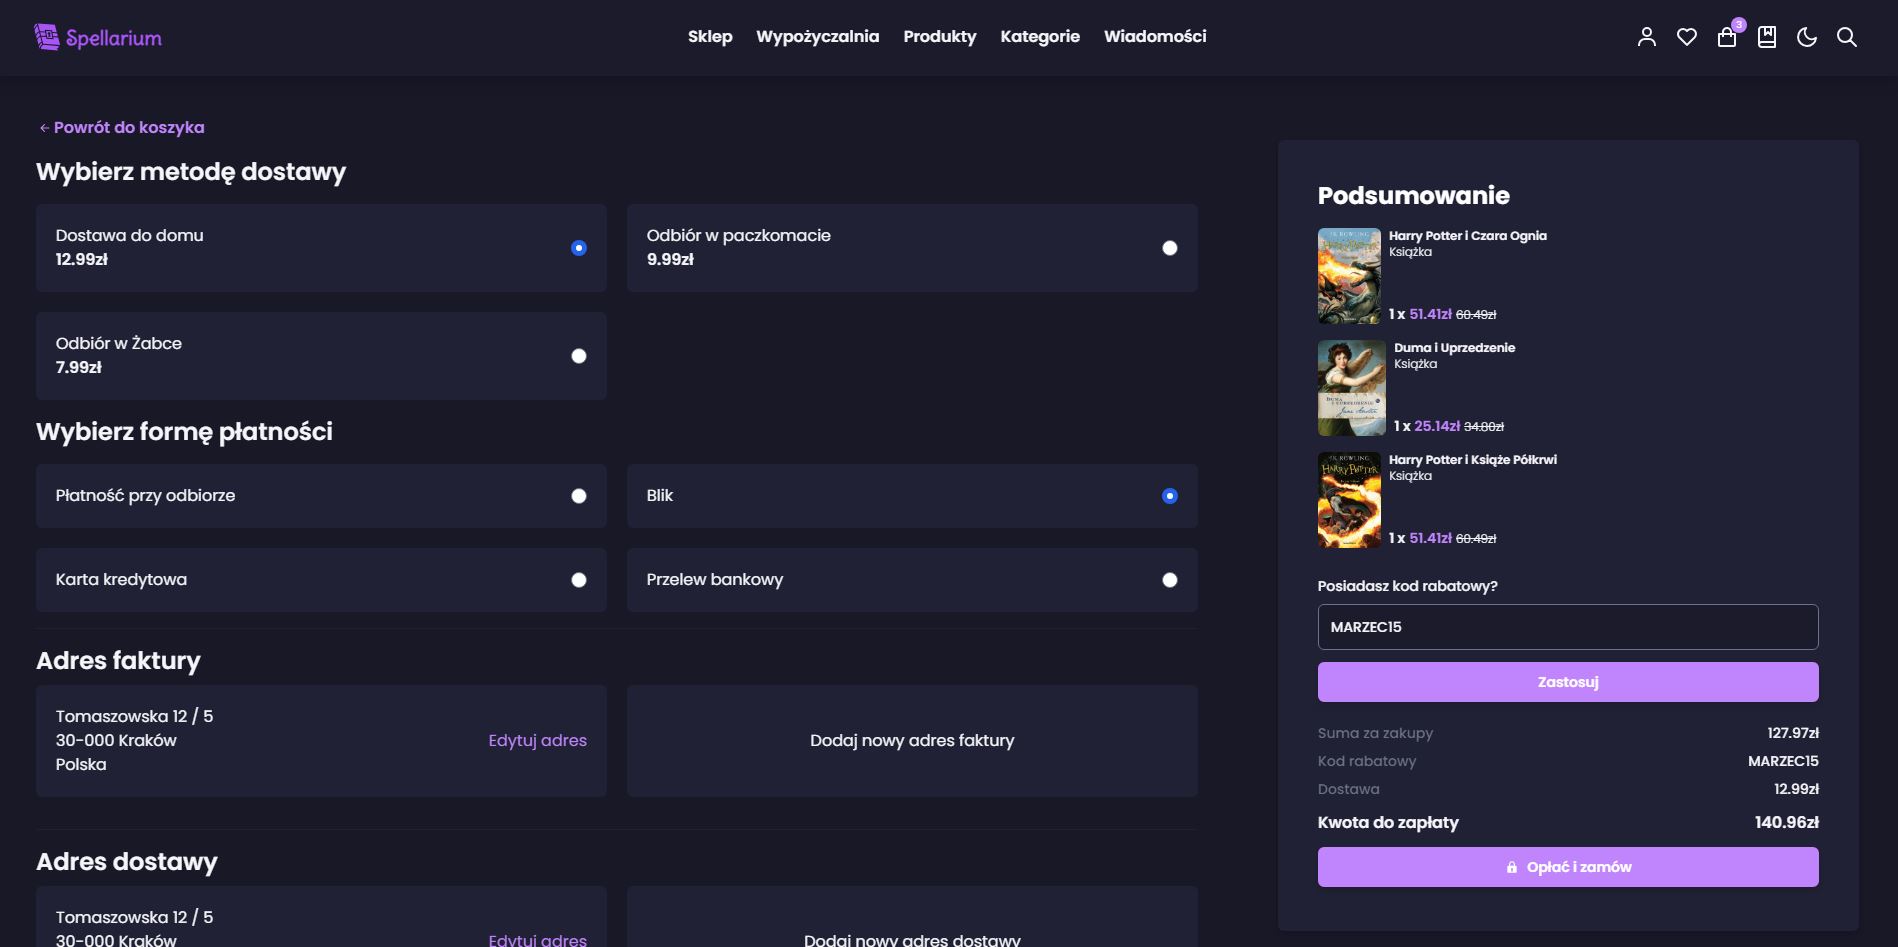 Spellarium
Sklep Wypożyczalnia Produkty Kategorie Wiadomości
3
← Powrót do koszyka
Wybierz metodę dostawy
Dostawa do domu
12.99zł
Odbiór w paczkomacie
9.99zł
Odbiór w Żabce
7.99zł
Wybierz formę płatności
Płatność przy odbiorze
Blik
Karta kredytowa
Przelew bankowy
Adres faktury
Tomaszowska 12 / 5
30-000 Kraków
Polska
Edytuj adres
Dodaj nowy adres faktury
Adres dostawy
Tomaszowska 12 / 5
30-000 Kraków
Edytuj adres
Dodaj nowy adres dostawy
Podsumowanie
Harry Potter i Czara Ognia
Książka
1 x 51.41zł 60.49zł
Duma i Uprzedzenie
Książka
1 x 25.14zł 34.80zł
HARRY POTTER
Harry Potter i Książe Półkrwi
Książka
1 x 51.41zł 60.49zł
Posiadasz kod rabatowy?
MARZEC15
Zastosuj
Suma za zakupy 127.97zł
Kod rabatowy MARZEC15
Dostawa 12.99zł
Kwota do zapłaty 140.96zł
Opłać i zamów